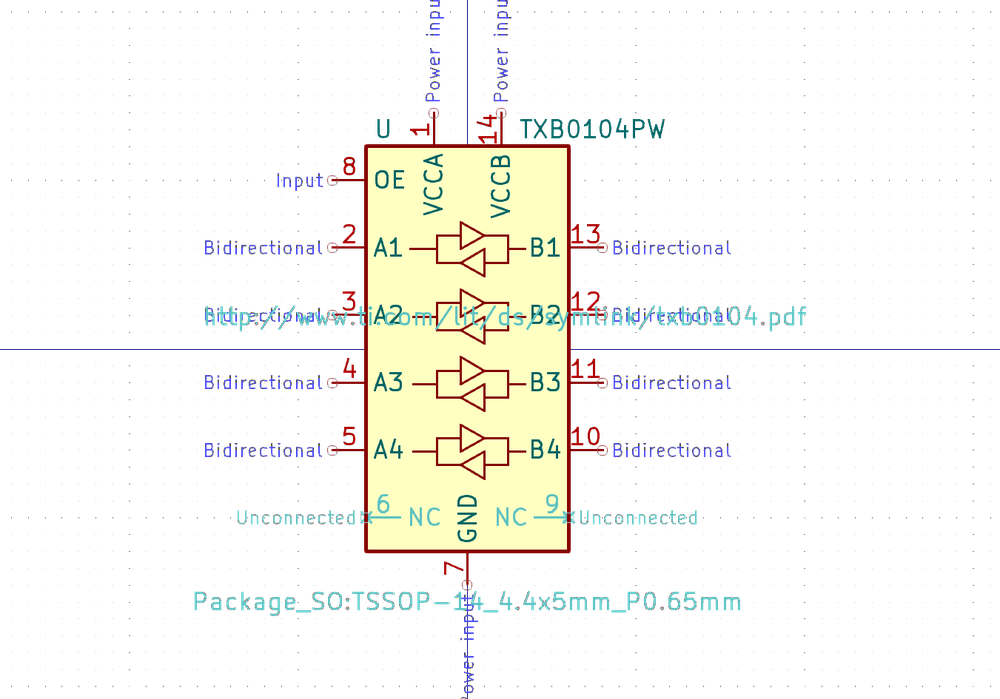 Power input
Power input
U
1
14
TXB0104PW
Input
8
OE
VCCA
VCCB
Bidirectional
2
A1
B1
13
Bidirectional
Bidirectional
3
A2
B2
12
Bidirectional
http://www.ti.com/lit/ds/symlink/txb0104.pdf
Bidirectional
4
A3
B3
11
Bidirectional
Bidirectional
5
A4
B4
10
Bidirectional
Unconnected
6
NC
GND
NC
9
Unconnected
7
Package_SO:TSSOP-14_4.4x5mm_P0.65mm
ower input